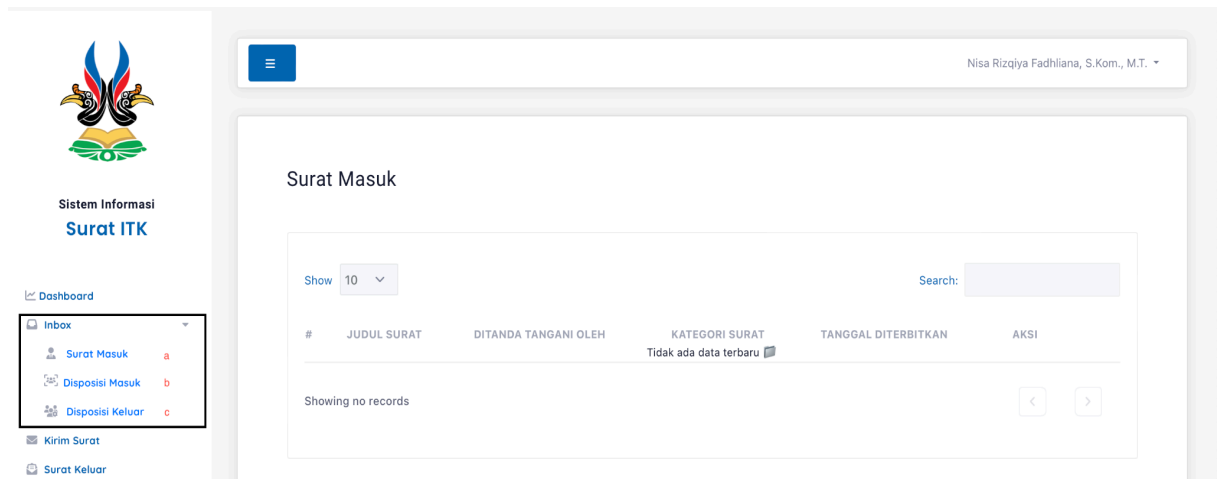 Nisa Rizqiya Fadhliana, S.Kom., M.T.
Sistem Informasi
Surat ITK
Dashboard
Inbox
Surat Masuk a
Disposisi Masuk b
Disposisi Keluar c
Kirim Surat
Surat Keluar
Surat Masuk
Show 10 Search:
# JUDUL SURAT DITANDA TANGANI OLEH KATEGORI SURAT TANGGAL DITERBITKAN AKSI
Tidak ada data terbaru
Showing no records